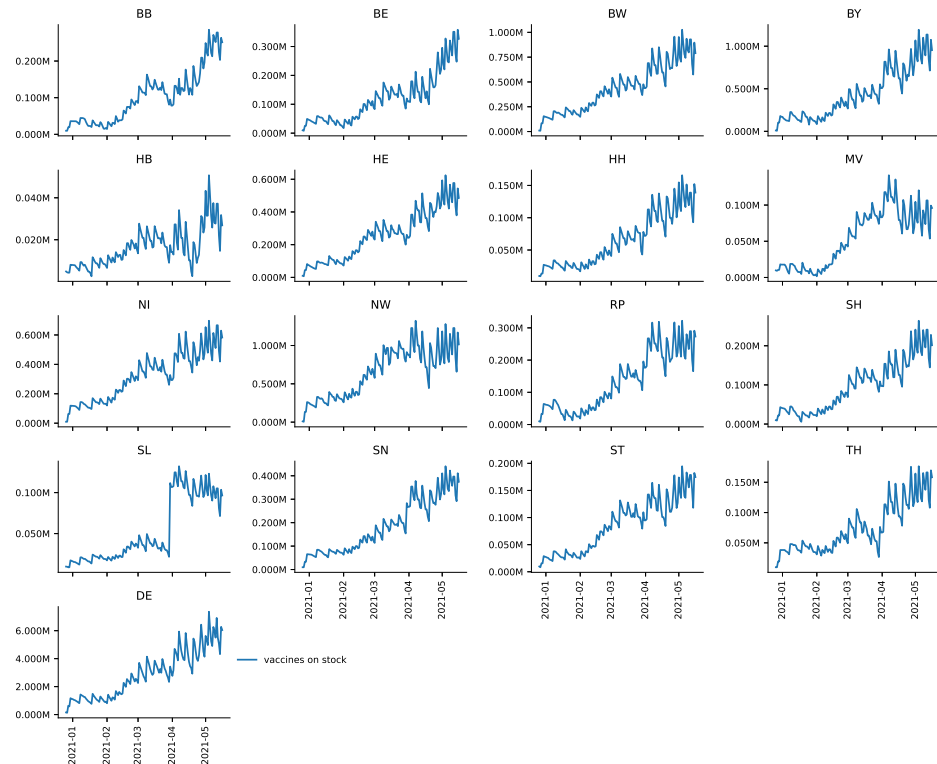 BB
BE
BW
BY
0.200M
0.100M
0.000M
0.300M
0.200M
0.100M
0.000M
1.000M
0.750M
0.500M
0.250M
0.000M
1.000M
0.500M
0.000M
HB
HE
HH
MV
0.040M
0.020M
0.600M
0.400M
0.200M
0.000M
0.150M
0.100M
0.050M
0.150M
0.100M
0.050M
0.000M
NI
NW
RP
SH
0.600M
0.400M
0.200M
0.000M
1.000M
0.500M
0.000M
0.300M
0.200M
0.100M
0.000M
0.200M
0.100M
0.000M
SL
SN
ST
TH
0.100M
0.050M
0.400M
0.300M
0.200M
0.100M
0.000M
0.200M
0.150M
0.100M
0.050M
0.000M
0.150M
0.100M
0.050M
2021-01
2021-02
2021-03
2021-04
2021-05
2021-01
2021-02
2021-03
2021-04
2021-05
2021-01
2021-02
2021-03
2021-04
2021-05
DE
6.000M
4.000M
2.000M
0.000M
vaccines on stock
2021-01
2021-02
2021-03
2021-04
2021-05